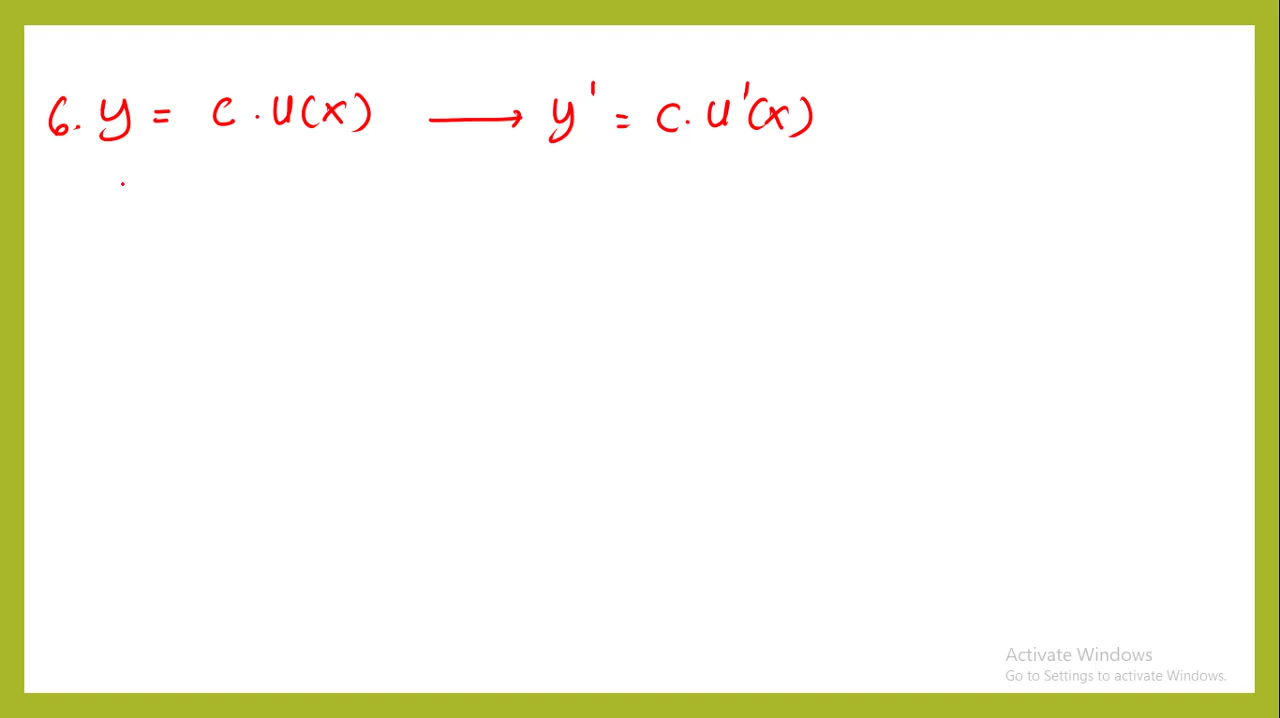 6. y = c . u(x) ⟶ y' = c. u'(x)
Activate Windows
Go to Settings to activate Windows.